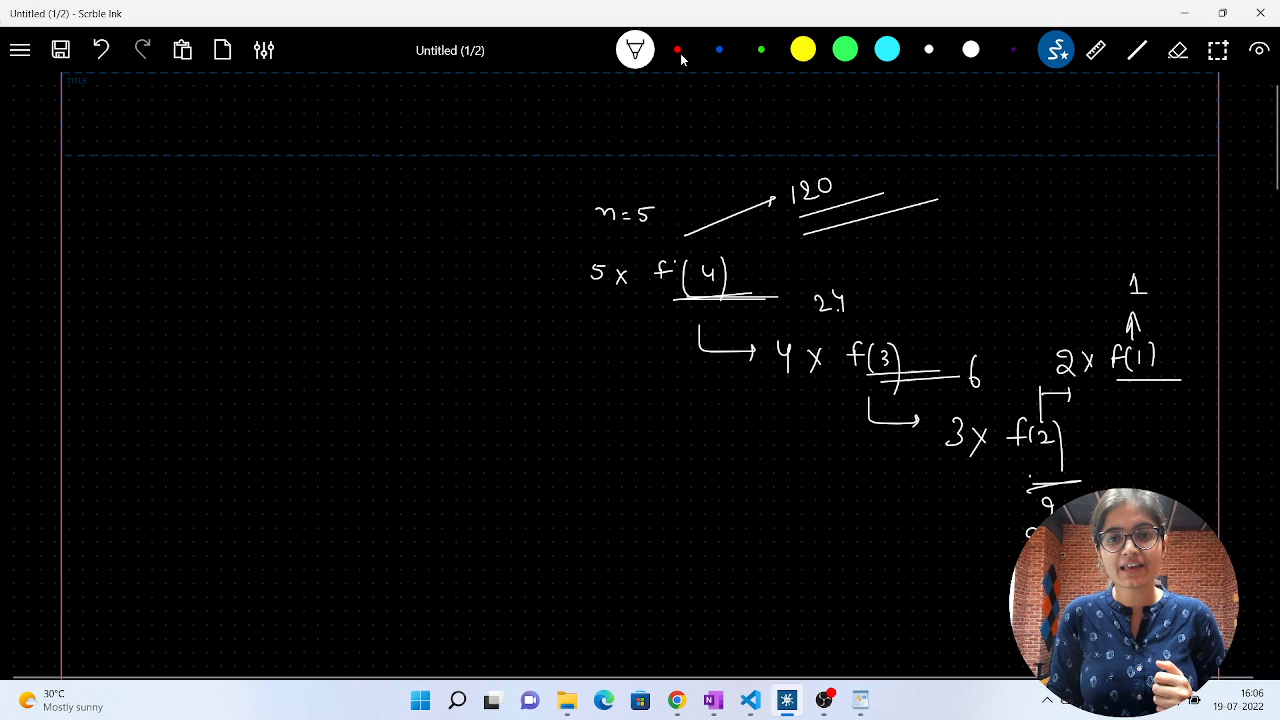 Untitled (1/2) - Scrble Ink
Untitled (1/2)
TITLE
120
n=5
5 x f(4)
24
1
4 x f(3)
6
2 x f(1)
3 x f(2)
30°C
Mostly sunny
16:06
19-07-2022